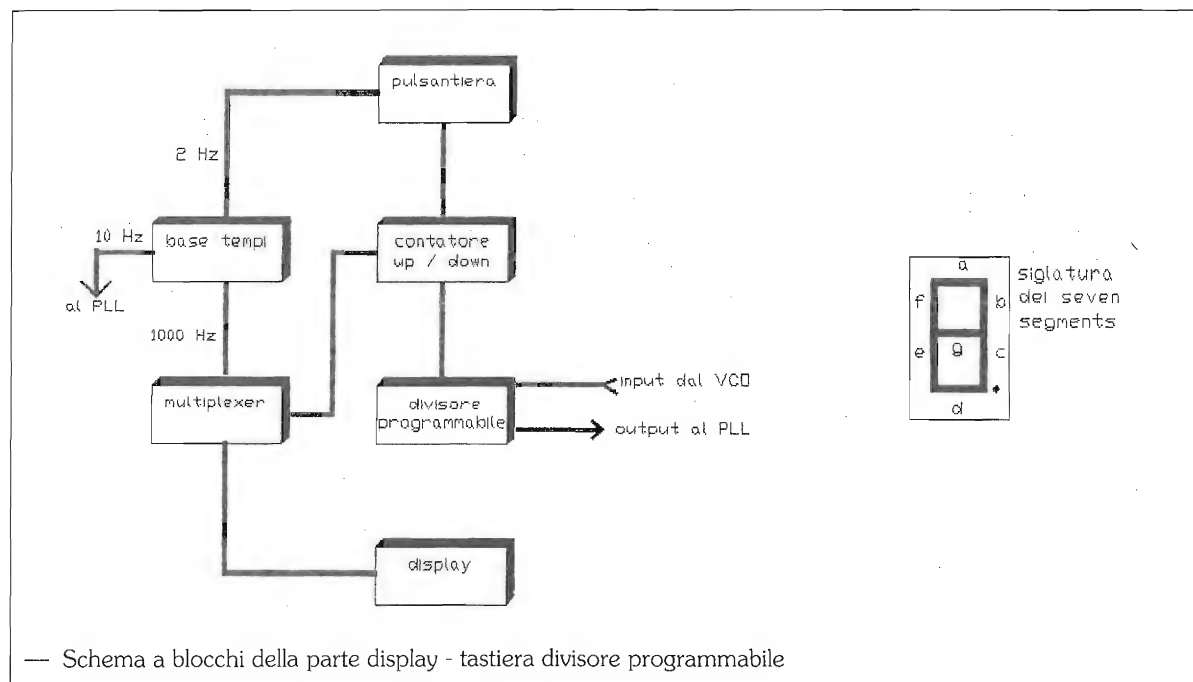 pulsantiera
2 Hz
10 Hz
base tempi
contatore
up / down
al PLL
1000 Hz
multiplexer
divisore
programmabile
input dal VCO
output al PLL
display
a
f
b
g
e
c
d
siglatura
dei seven
segments
— Schema a blocchi della parte display - tastiera divisore programmabile